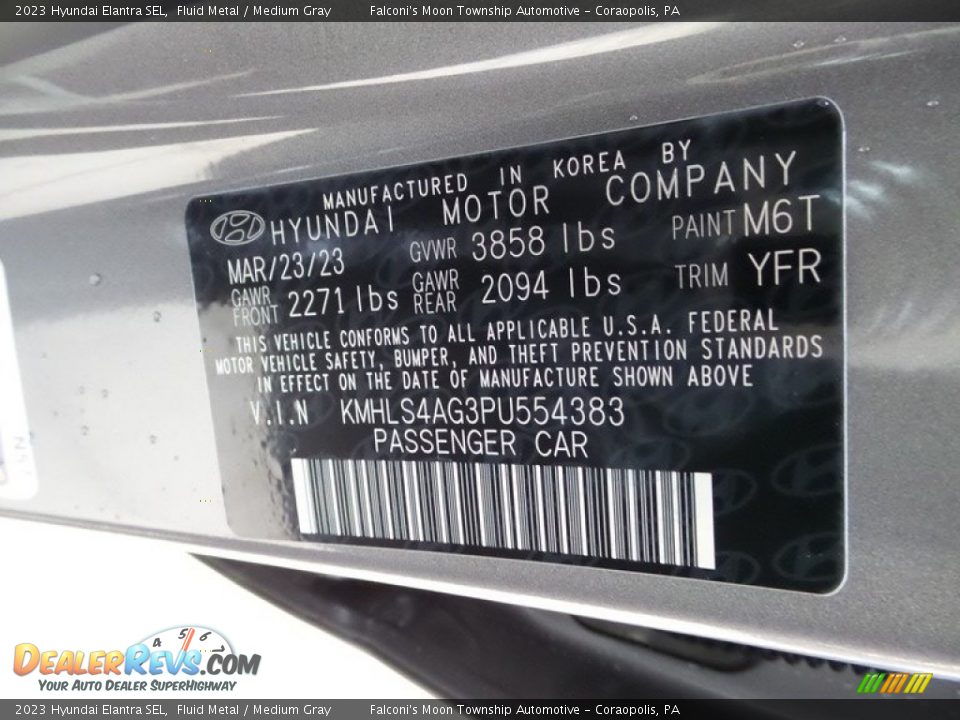 2023 Hyundai Elantra SEL, Fluid Metal / Medium Gray Falconi's Moon Township Automotive - Coraopolis, PA
MANUFACTURED IN KOREA BY
HYUNDAI MOTOR COMPANY
MAR/23/23 GVWR 3858 lbs PAINT M6T
GAWR FRONT 2271 lbs GAWR REAR 2094 lbs TRIM YFR
THIS VEHICLE CONFORMS TO ALL APPLICABLE U.S.A. FEDERAL
MOTOR VEHICLE SAFETY, BUMPER, AND THEFT PREVENTION STANDARDS
IN EFFECT ON THE DATE OF MANUFACTURE SHOWN ABOVE
V.I.N KMHLS4AG3PU554383
PASSENGER CAR
4 5 6
DEALERREVS.COM
YOUR AUTO DEALER SUPERHIGHWAY
2023 Hyundai Elantra SEL, Fluid Metal / Medium Gray Falconi's Moon Township Automotive - Coraopolis, PA